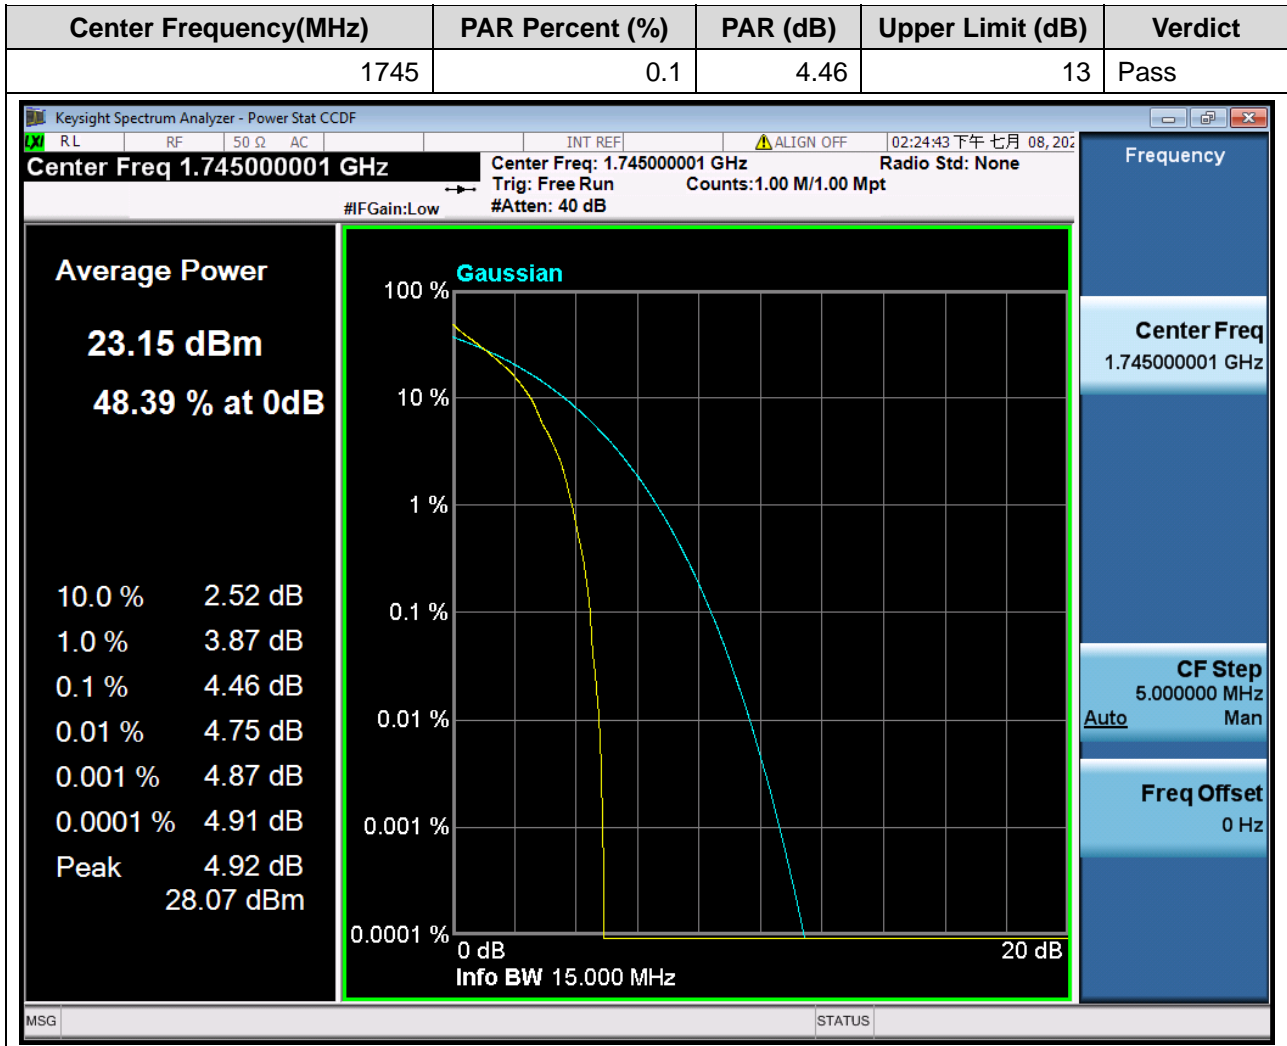 Center Frequency(MHz) PAR Percent (%) PAR (dB) Upper Limit (dB) Verdict
1745 0.1 4.46 13 Pass
Keysight Spectrum Analyzer - Power Stat CCDF
LXI RL RF 50 Ω AC INT REF ALIGN OFF 02:24:43 下午 七月 08, 202
Center Freq 1.745000001 GHz
#IFGain:Low
Center Freq: 1.745000001 GHz Radio Std: None
Trig: Free Run Counts:1.00 M/1.00 Mpt
#Atten: 40 dB
Average Power
23.15 dBm
48.39 % at 0dB
10.0 % 2.52 dB
1.0 % 3.87 dB
0.1 % 4.46 dB
0.01 % 4.75 dB
0.001 % 4.87 dB
0.0001 % 4.91 dB
Peak 4.92 dB
28.07 dBm
Gaussian
100 %
10 %
1 %
0.1 %
0.01 %
0.001 %
0.0001 %
0 dB 20 dB
Info BW 15.000 MHz
Frequency
Center Freq
1.745000001 GHz
CF Step
5.000000 MHz
Auto Man
Freq Offset
0 Hz
MSG STATUS